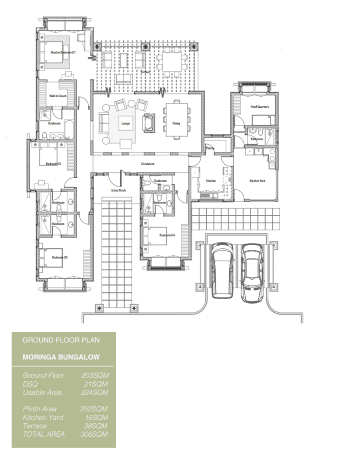 Master Bedroom 01
Terrace
Walk in Closet
Bathroom
Lounge
Dining
Staff Quarters
Bathroom
Pantry
Bedroom 02
Circulation
Kitchen
Kitchen Yard
Entry Porch
Cloakroom
Bathroom
Bathroom
Bedroom 04
Bedroom 03
GROUND FLOOR PLAN
MORINGA BUNGALOW
Ground Floor 203SQM
DSQ 21SQM
Usable Area 224SQM
Plinth Area 252SQM
Kitchen Yard 16SQM
Terrace 38SQM
TOTAL AREA 306SQM